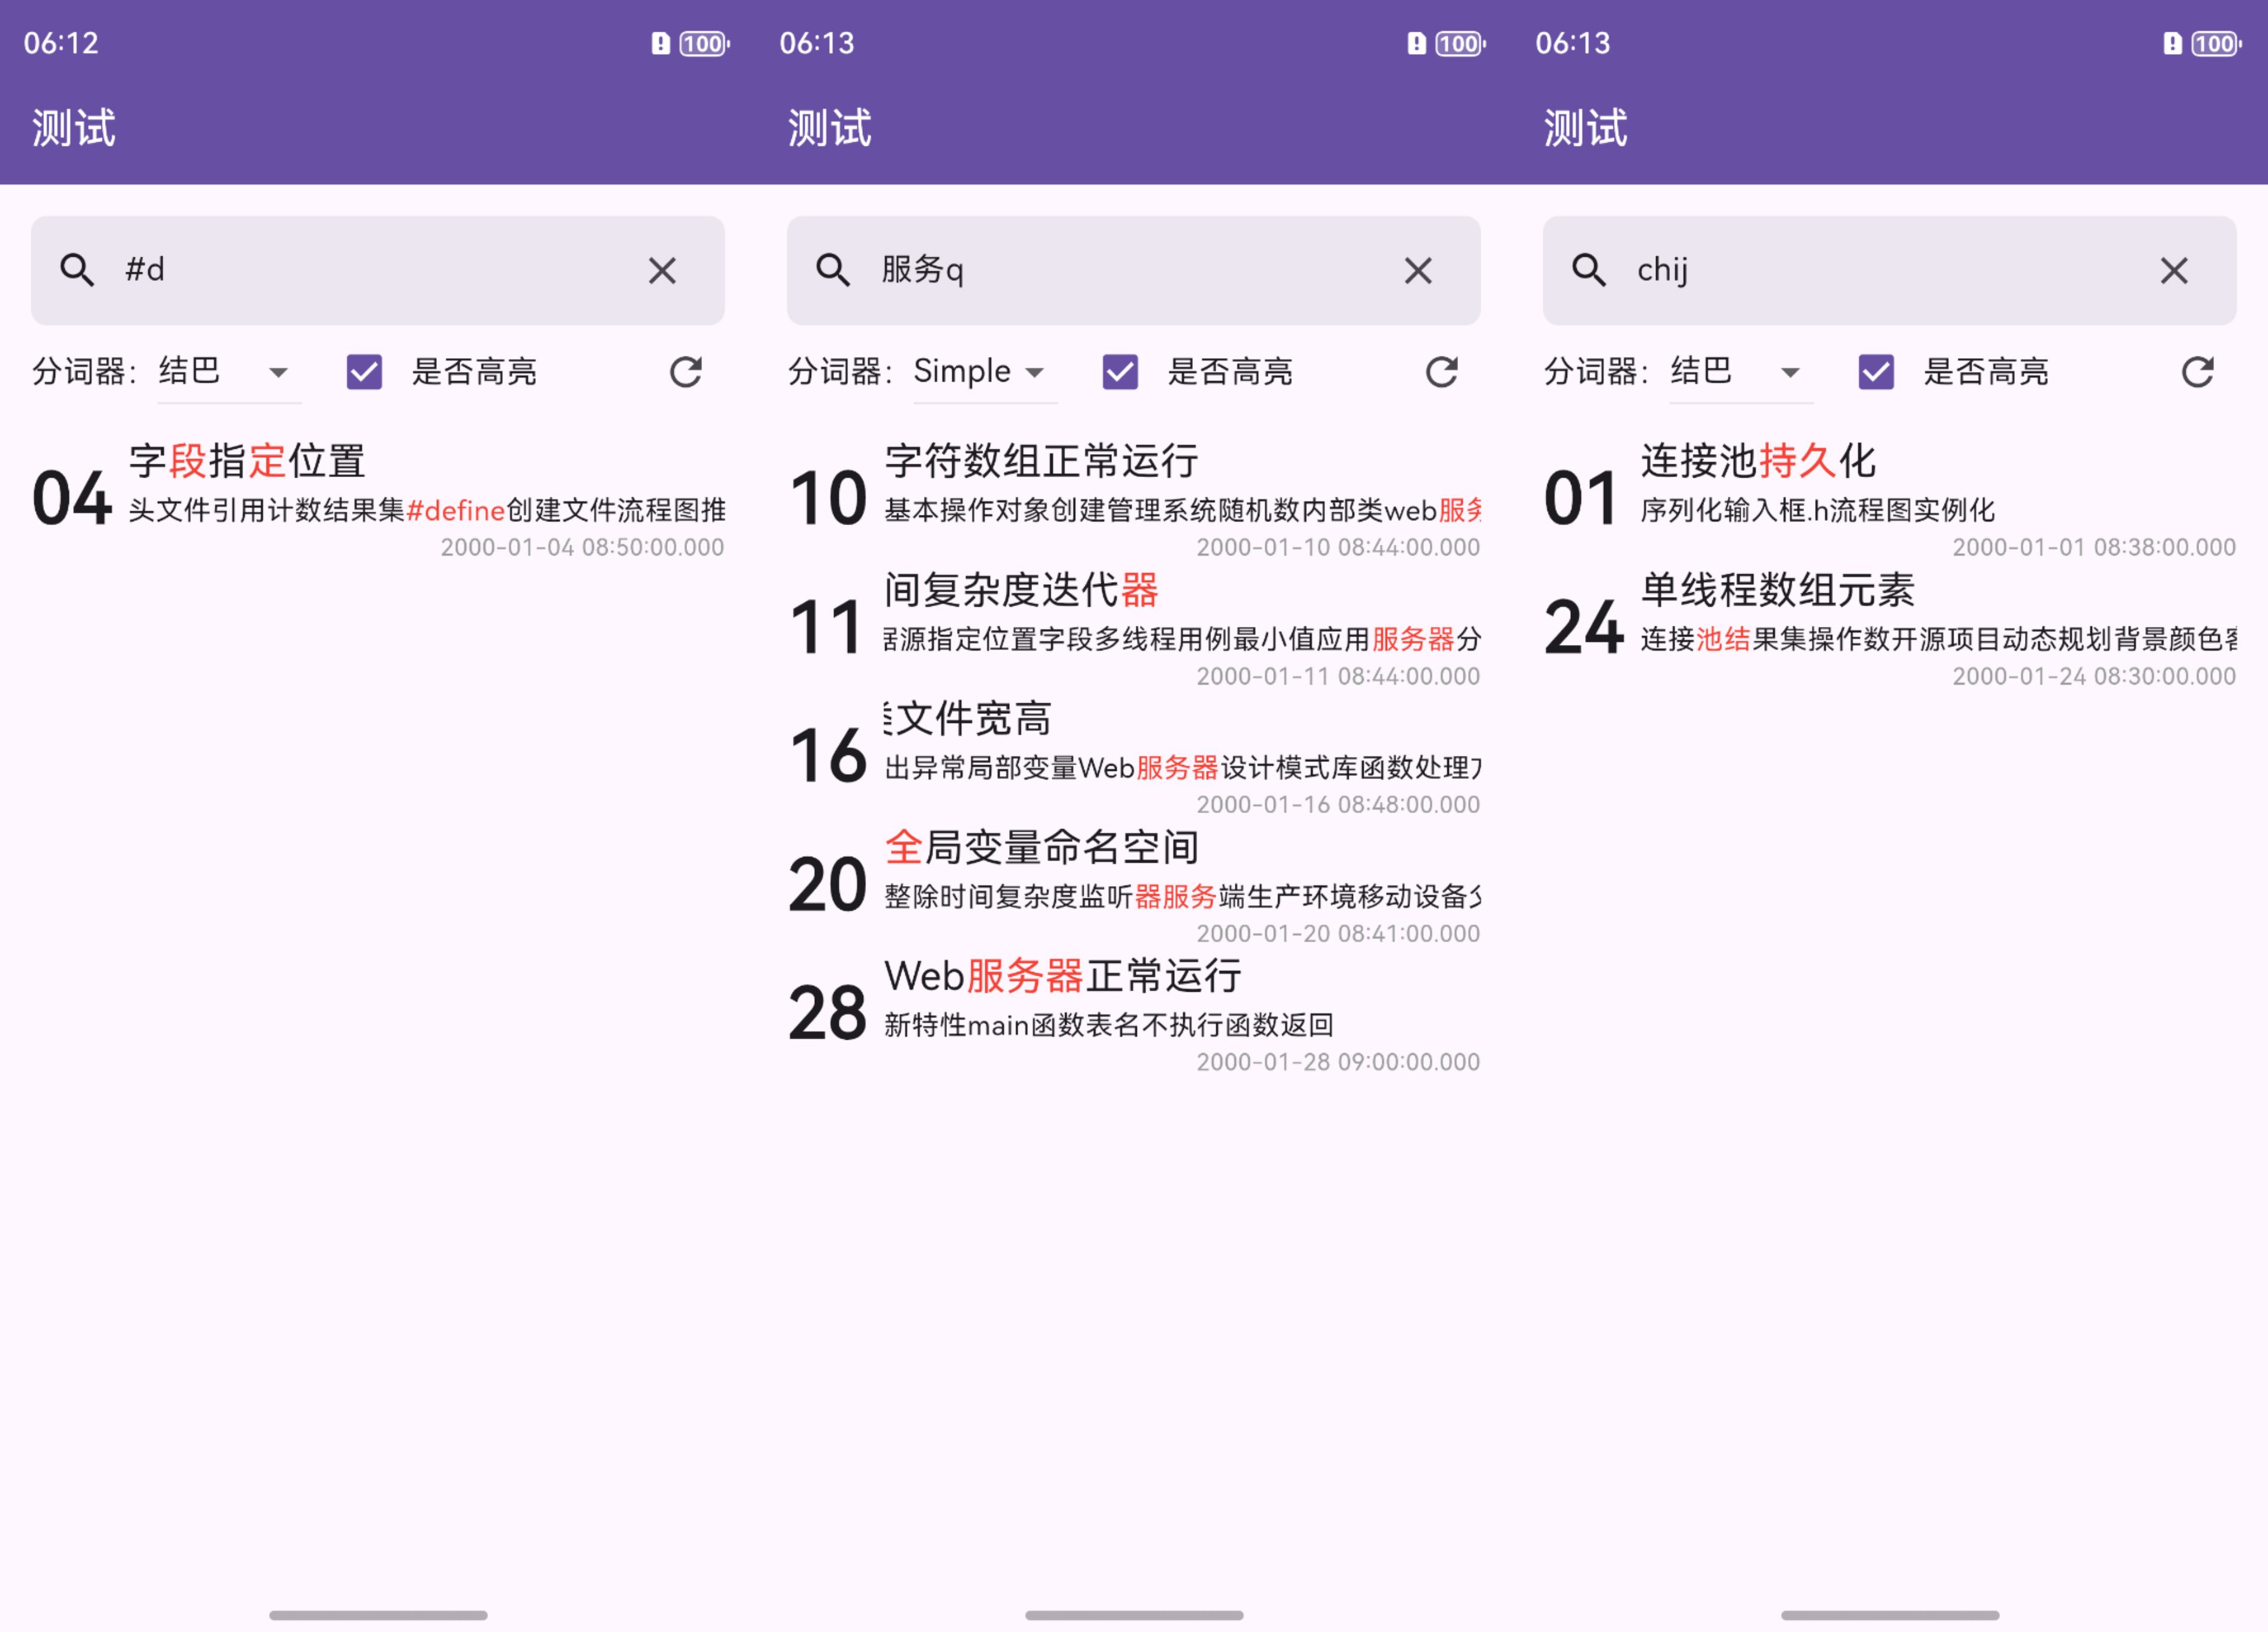 06:12
100
测试
#d
分词器： 结巴 是否高亮
04
字段指定位置
头文件引用计数结果集#define创建文件流程图推
2000-01-04 08:50:00.000
06:13
100
测试
服务q
分词器： Simple 是否高亮
10
字符数组正常运行
基本操作对象创建管理系统随机数内部类web服务
2000-01-10 08:44:00.000
11
间复杂度迭代器
源指定位置字段多线程用例最小值应用服务器分
2000-01-11 08:44:00.000
16
文件宽高
出异常局部变量Web服务器设计模式库函数处理
2000-01-16 08:48:00.000
20
全局变量命名空间
整除时间复杂度监听器服务端生产环境移动设备
2000-01-20 08:41:00.000
28
Web服务器正常运行
新特性main函数表名不执行函数返回
2000-01-28 09:00:00.000
06:13
100
测试
chij
分词器： 结巴 是否高亮
01
连接池持久化
序列化输入框.h流程图实例化
2000-01-01 08:38:00.000
24
单线程数组元素
连接池结果集操作数开源项目动态规划背景颜色
2000-01-24 08:30:00.000